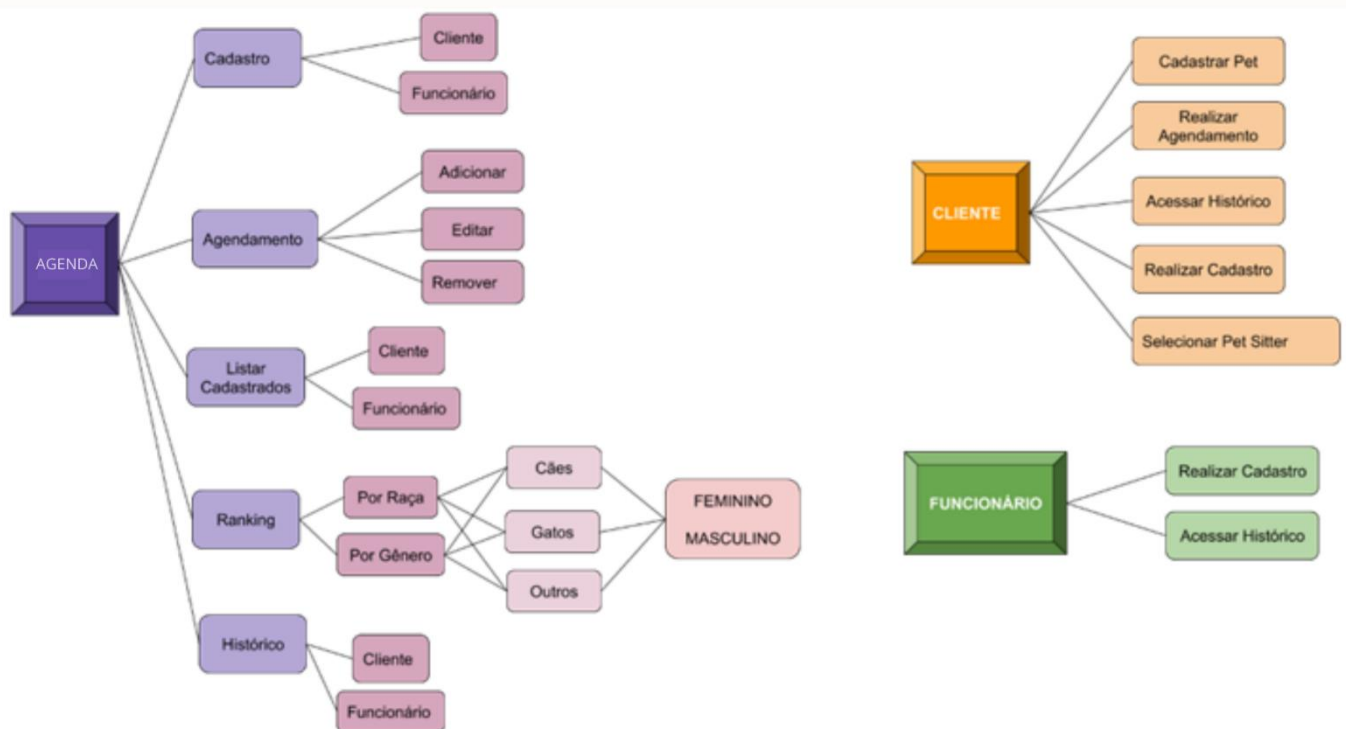 AGENDA
Cadastro
Cliente
Funcionário
Agendamento
Adicionar
Editar
Remover
Listar
Cadastrados
Cliente
Funcionário
Ranking
Por Raça
Por Gênero
Cães
Gatos
Outros
FEMININO
MASCULINO
Histórico
Cliente
Funcionário
CLIENTE
Cadastrar Pet
Realizar
Agendamento
Acessar Histórico
Realizar Cadastro
Selecionar Pet Sitter
FUNCIONÁRIO
Realizar Cadastro
Acessar Histórico